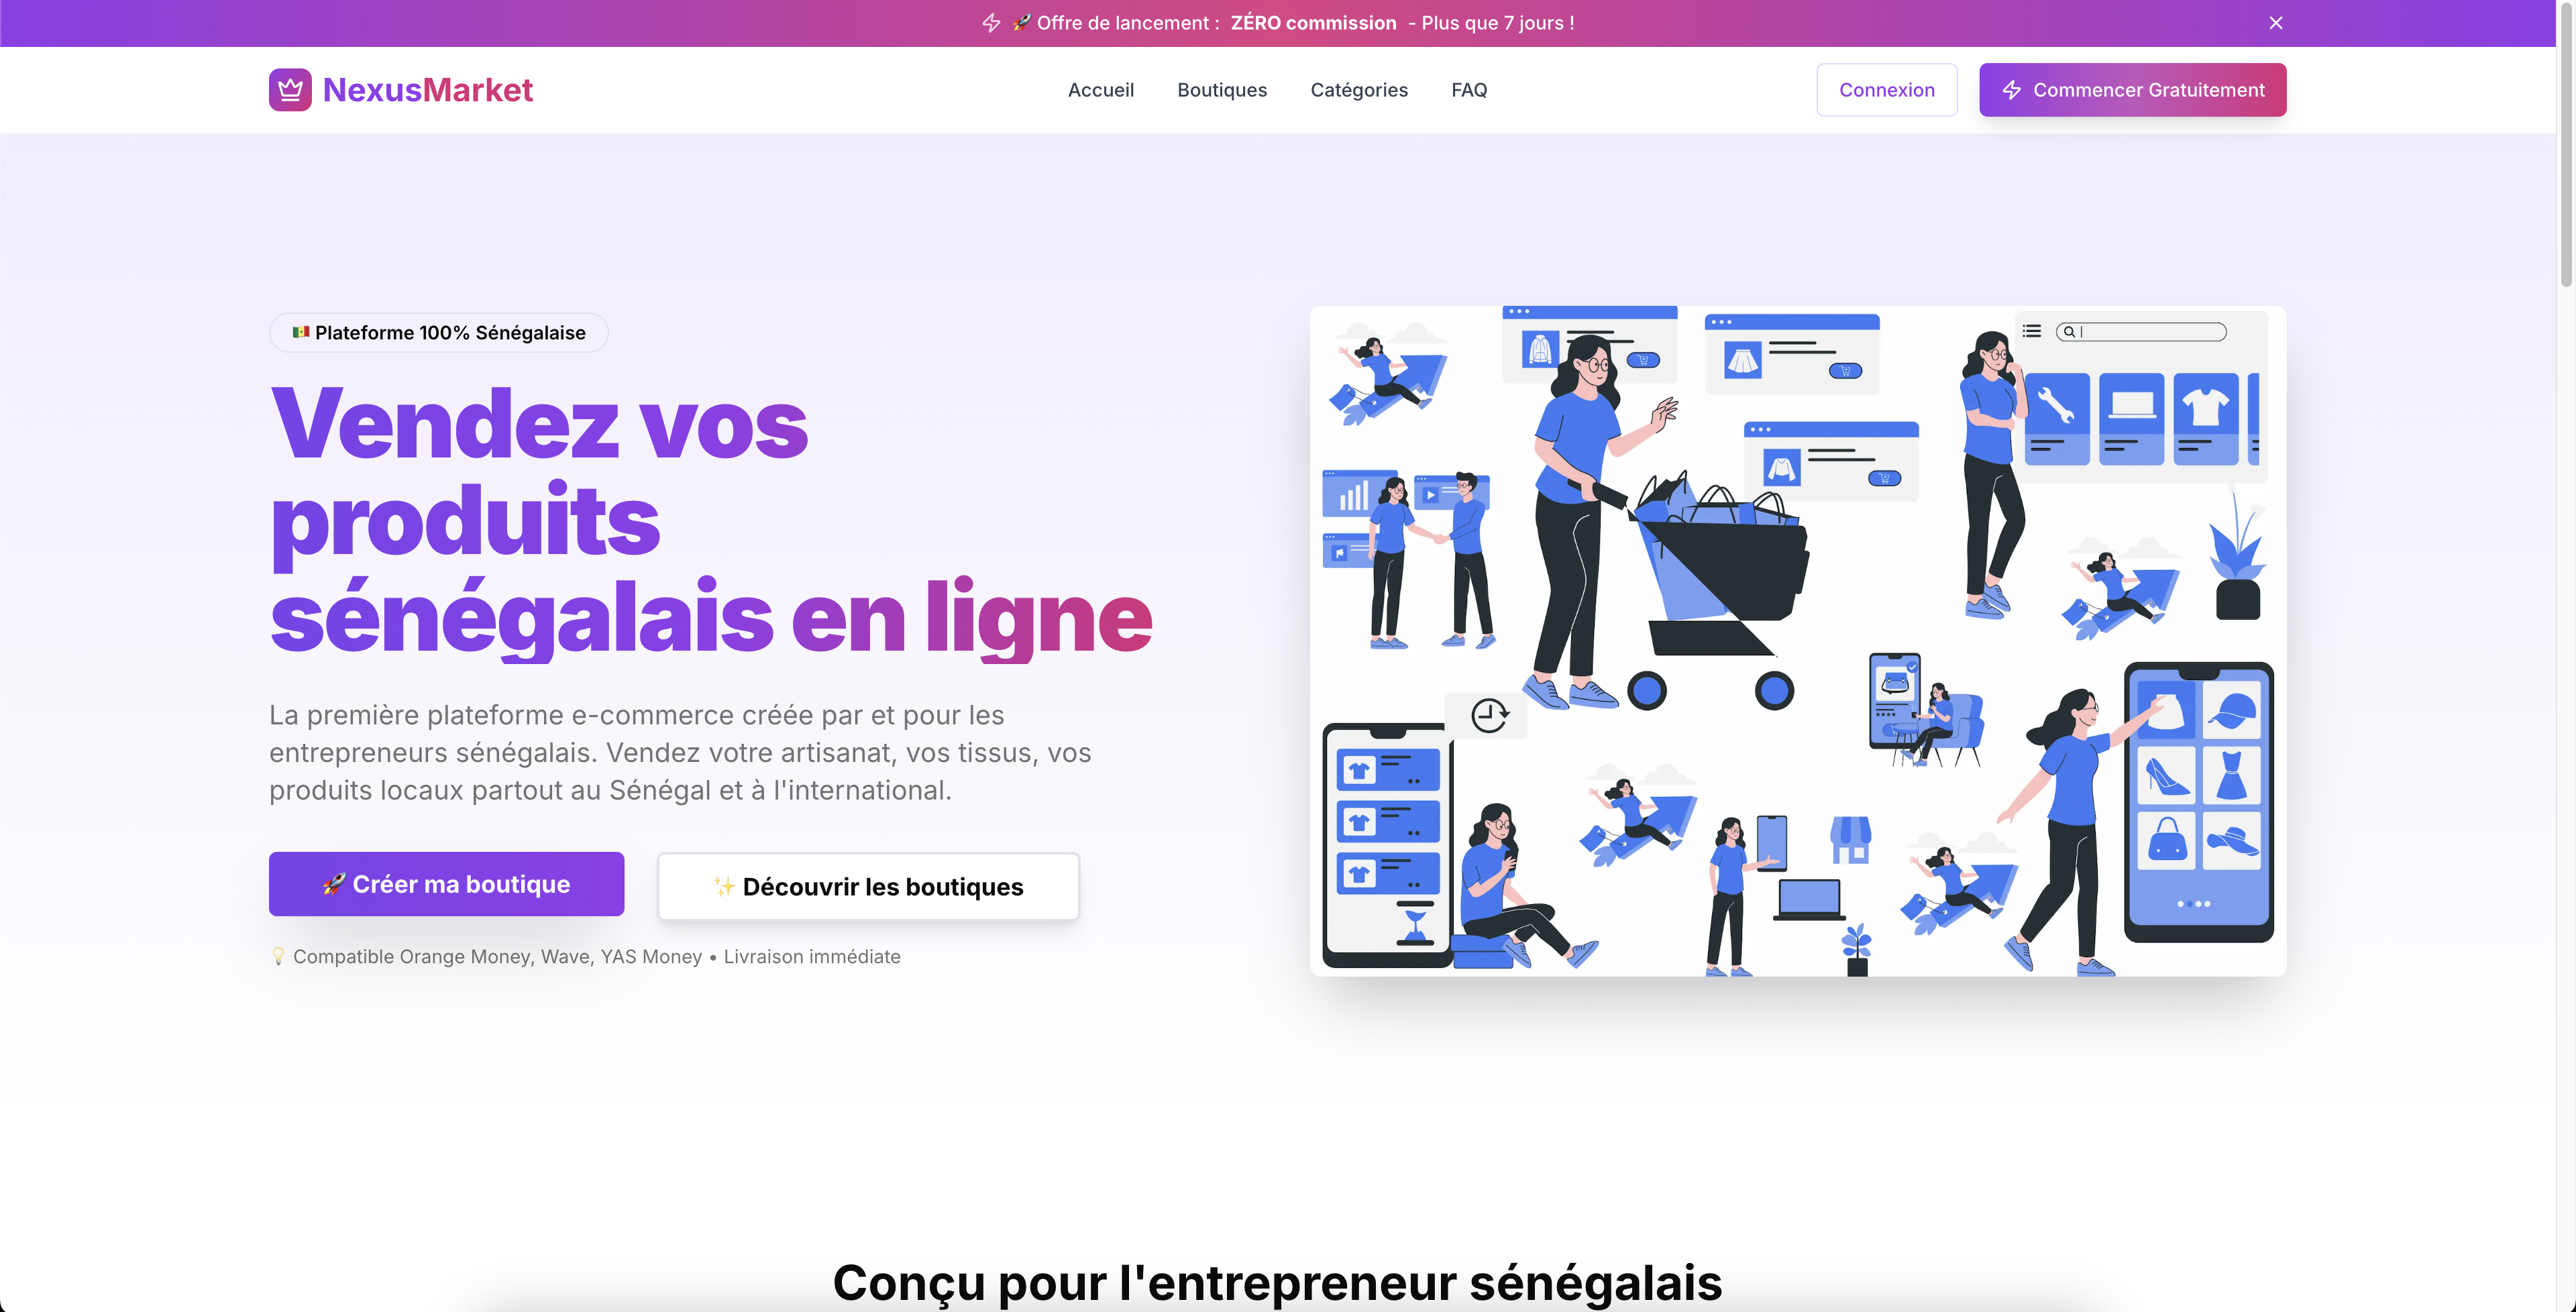 🚀 Offre de lancement : ZÉRO commission - Plus que 7 jours !
NexusMarket
Accueil
Boutiques
Catégories
FAQ
Connexion
Commencer Gratuitement
🇸🇳 Plateforme 100% Sénégalaise
Vendez vos
produits
sénégalais en ligne
La première plateforme e-commerce créée par et pour les
entrepreneurs sénégalais. Vendez votre artisanat, vos tissus, vos
produits locaux partout au Sénégal et à l'international.
🚀 Créer ma boutique
✨ Découvrir les boutiques
💡 Compatible Orange Money, Wave, YAS Money • Livraison immédiate
Conçu pour l'entrepreneur sénégalais